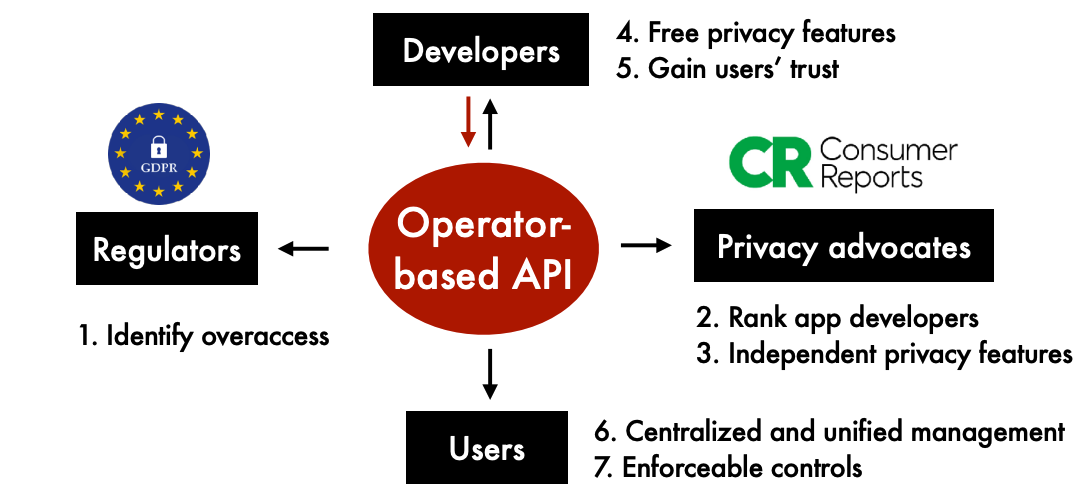 Developers
4. Free privacy features
5. Gain users’ trust
GDPR
CR Consumer
Reports
Regulators
Operator-
based API
Privacy advocates
1. Identify overaccess
2. Rank app developers
3. Independent privacy features
Users
6. Centralized and unified management
7. Enforceable controls